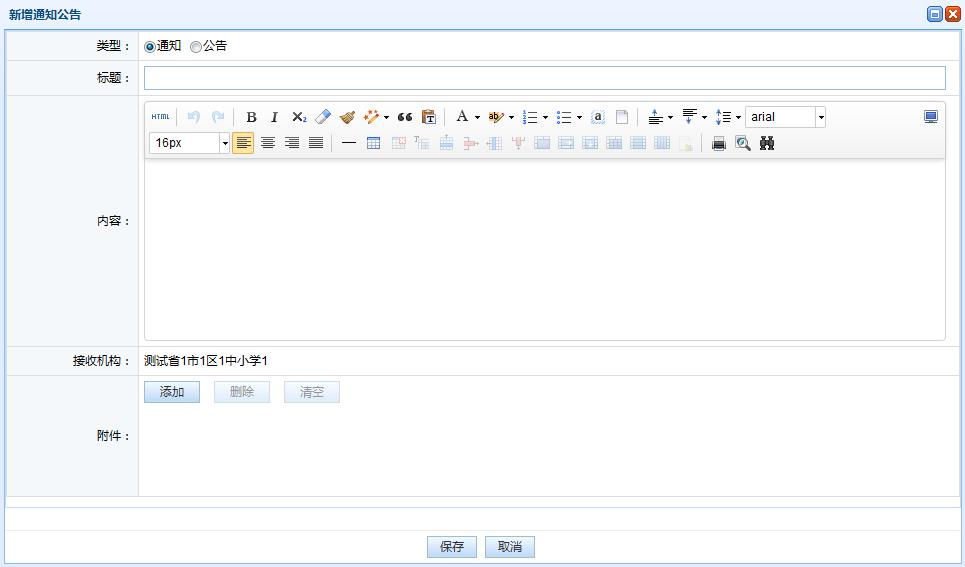 新增通知公告
类型： 通知 公告
标题：
HTML B I X₂ A ab a arial
16px
内容：
接收机构： 测试省1市1区1中小学1
添加 删除 清空
附件：
保存 取消